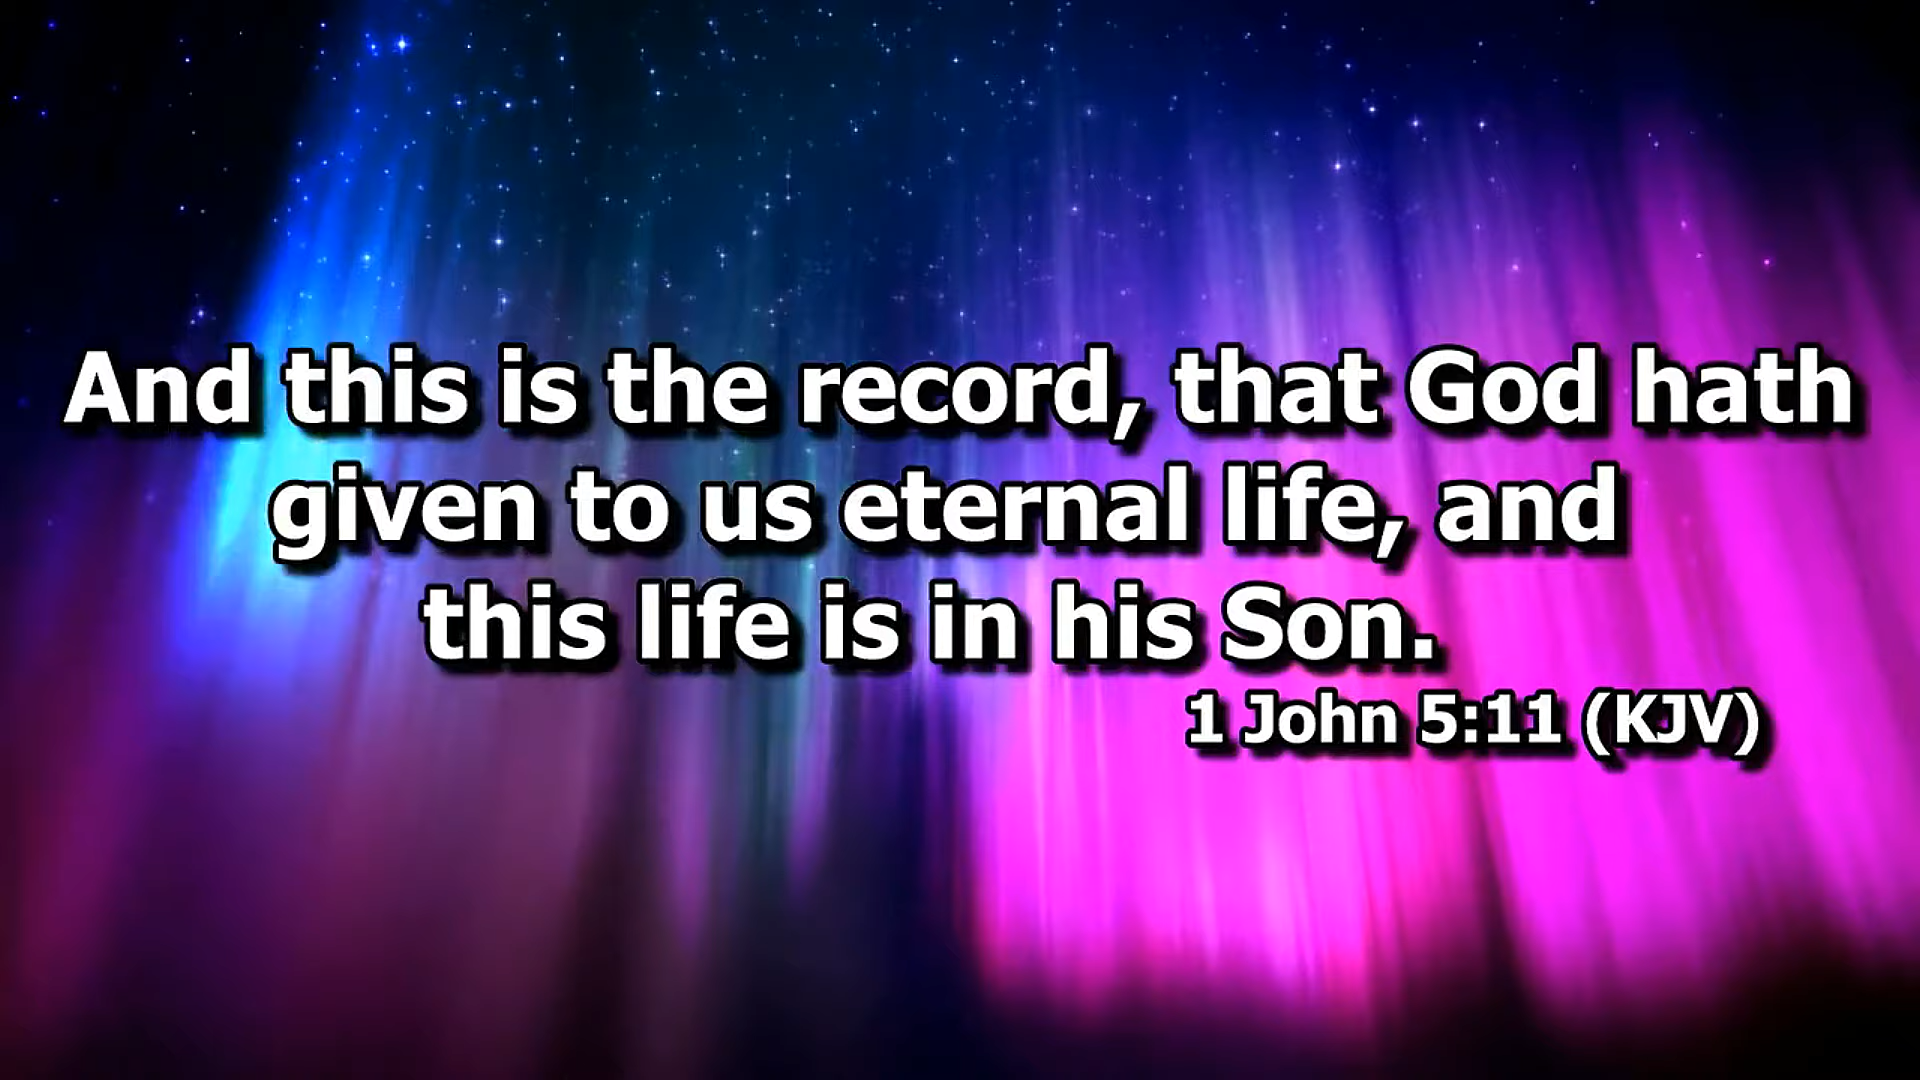 And this is the record, that God hath
given to us eternal life, and
this life is in his Son.
1 John 5:11 (KJV)